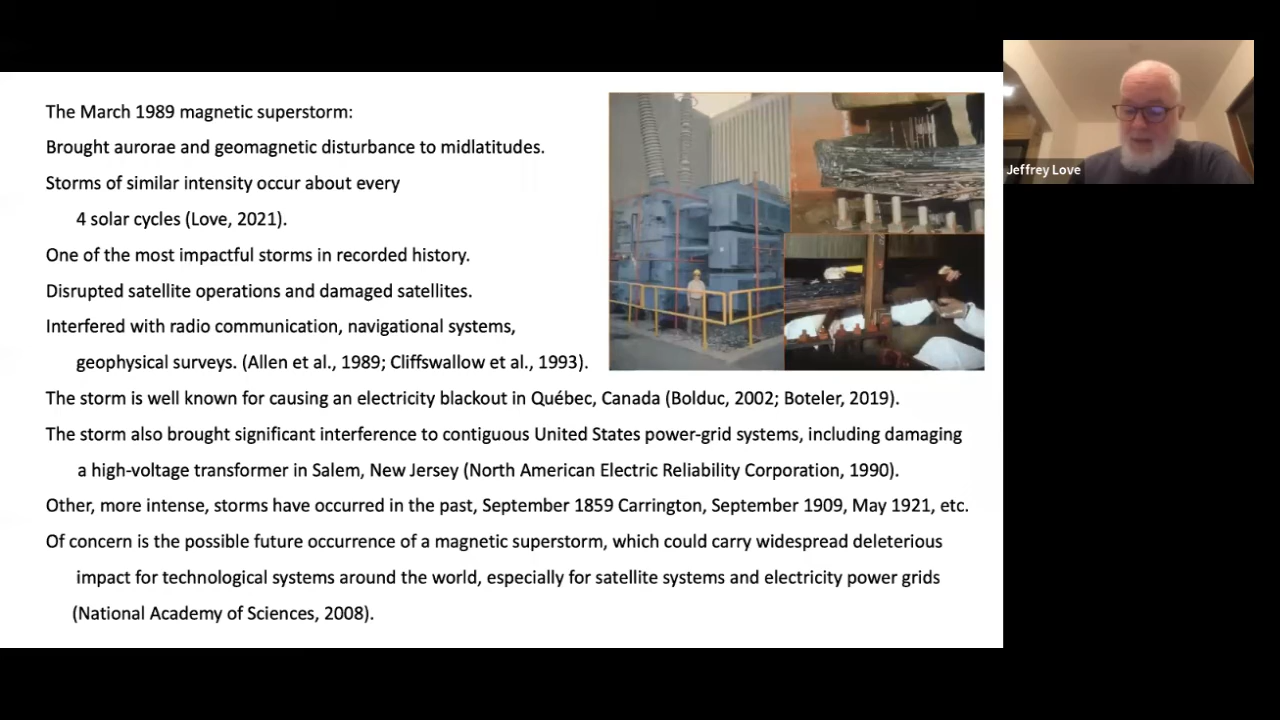 The March 1989 magnetic superstorm:
Brought aurorae and geomagnetic disturbance to midlatitudes.
Storms of similar intensity occur about every
4 solar cycles (Love, 2021).
One of the most impactful storms in recorded history.
Disrupted satellite operations and damaged satellites.
Interfered with radio communication, navigational systems,
geophysical surveys. (Allen et al., 1989; Cliffswallow et al., 1993).
The storm is well known for causing an electricity blackout in Québec, Canada (Bolduc, 2002; Boteler, 2019).
The storm also brought significant interference to contiguous United States power-grid systems, including damaging
a high-voltage transformer in Salem, New Jersey (North American Electric Reliability Corporation, 1990).
Other, more intense, storms have occurred in the past, September 1859 Carrington, September 1909, May 1921, etc.
Of concern is the possible future occurrence of a magnetic superstorm, which could carry widespread deleterious
impact for technological systems around the world, especially for satellite systems and electricity power grids
(National Academy of Sciences, 2008).
Jeffrey Love